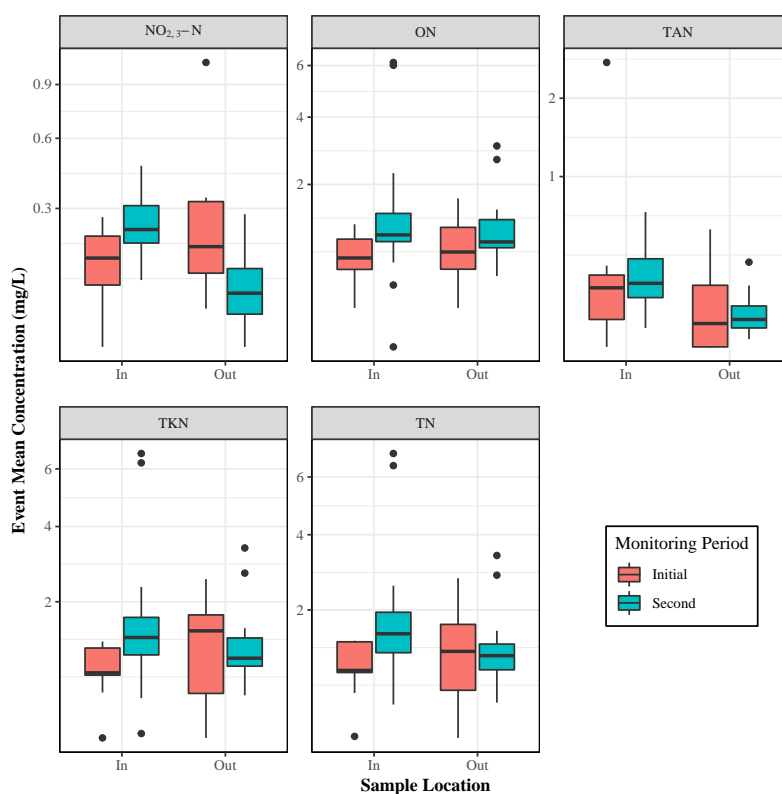 NO2, 3−N
ON
TAN
0.9
0.6
0.3
6
4
2
2
1
In
Out
In
Out
In
Out
Event Mean Concentration (mg/L)
TKN
TN
6
4
2
6
4
2
In
Out
In
Out
Sample Location
Monitoring Period
Initial
Second